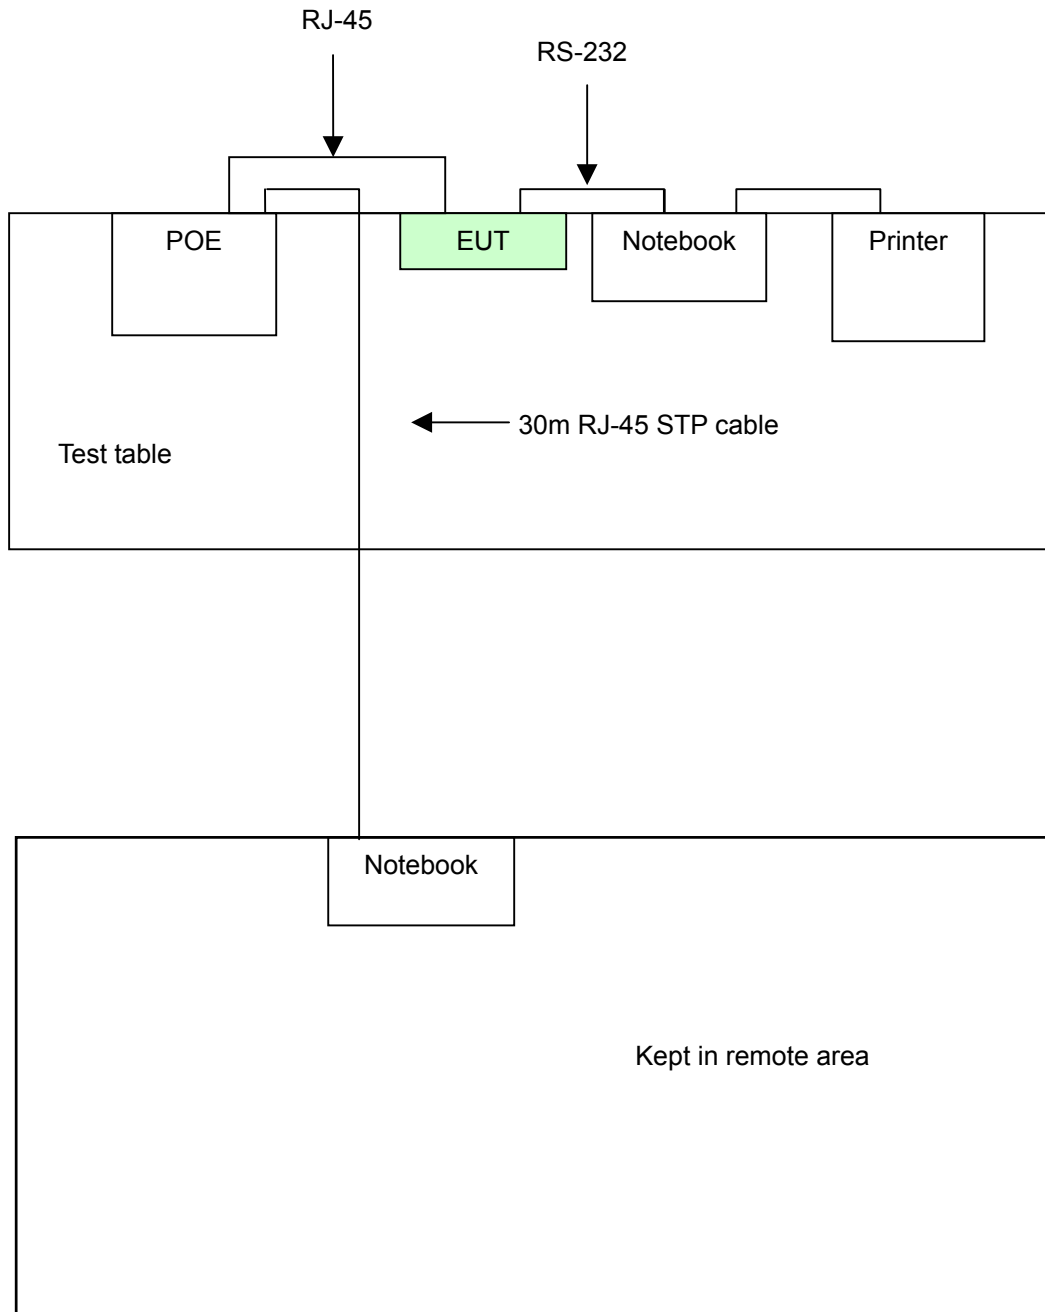 RJ-45
RS-232
POE
EUT
Notebook
Printer
30m RJ-45 STP cable
Test table
Notebook
Kept in remote area